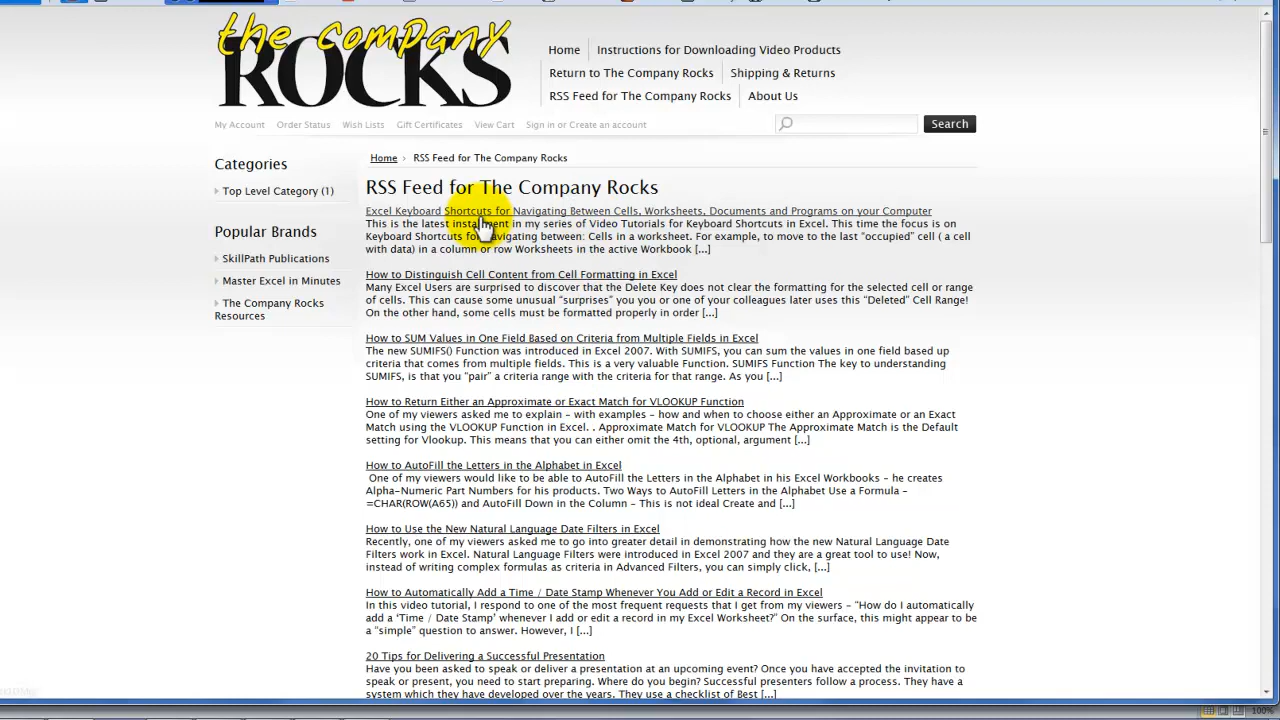 the company
ROCKS
Home
Instructions for Downloading Video Products
Return to The Company Rocks
Shipping & Returns
RSS Feed for The Company Rocks
About Us
My Account
Order Status
Wish Lists
Gift Certificates
View Cart
Sign in or Create an account
Search
Categories
Top Level Category (1)
Popular Brands
SkillPath Publications
Master Excel in Minutes
The Company Rocks
Resources
Home › RSS Feed for The Company Rocks
RSS Feed for The Company Rocks
Excel Keyboard Shortcuts for Navigating Between Cells, Worksheets, Documents and Programs on your Computer
This is the latest instalment in my series of Video Tutorials for Keyboard Shortcuts in Excel. This time the focus is on
Keyboard Shortcuts for Navigating between: Cells in a worksheet. For example, to move to the last "occupied" cell ( a cell
with data) in a column or row Worksheets in the active Workbook [...]
How to Distinguish Cell Content from Cell Formatting in Excel
Many Excel Users are surprised to discover that the Delete Key does not clear the formatting for the selected cell or range
of cells. This can cause some unusual "surprises" you you or one of your colleagues later uses this "Deleted" Cell Range!
On the other hand, some cells must be formatted properly in order [...]
How to SUM Values in One Field Based on Criteria from Multiple Fields in Excel
The new SUMIFS() Function was introduced in Excel 2007. With SUMIFS, you can sum the values in one field based up
criteria that comes from multiple fields. This is a very valuable Function. SUMIFS Function The key to understanding
SUMIFS, is that you "pair" a criteria range with the criteria for that range. As you [...]
How to Return Either an Approximate or Exact Match for VLOOKUP Function
One of my viewers asked me to explain – with examples – how and when to choose either an Approximate or an Exact
Match using the VLOOKUP Function in Excel. . Approximate Match for VLOOKUP The Approximate Match is the Default
setting for Vlookup. This means that you can either omit the 4th, optional, argument [...]
How to AutoFill the Letters in the Alphabet in Excel
One of my viewers would like to be able to AutoFill the Letters in the Alphabet in his Excel Workbooks – he creates
Alpha-Numeric Part Numbers for his products. Two Ways to AutoFill Letters in the Alphabet Use a Formula –
=CHAR(ROW(A65)) and AutoFill Down in the Column – This is not ideal Create and [...]
How to Use the New Natural Language Date Filters in Excel
Recently, one of my viewers asked me to go into greater detail in demonstrating how the new Natural Language Date
Filters work in Excel. Natural Language Filters were introduced in Excel 2007 and they are a great tool to use! Now,
instead of writing complex formulas as criteria in Advanced Filters, you can simply click, [...]
How to Automatically Add a Time / Date Stamp Whenever You Add or Edit a Record in Excel
In this video tutorial, I respond to one of the most frequent requests that I get from my viewers – "How do I automatically
add a 'Time / Date Stamp' whenever I add or edit a record in my Excel Worksheet?" On the surface, this might appear to be
a "simple" question to answer. However, I [...]
20 Tips for Delivering a Successful Presentation
Have you been asked to speak or deliver a presentation at an upcoming event? Once you have accepted the invitation to
speak or present, you need to start preparing. Where do you begin? Successful presenters follow a process. They have a
system which they have developed over the years. They use a checklist of Best [...]
100%